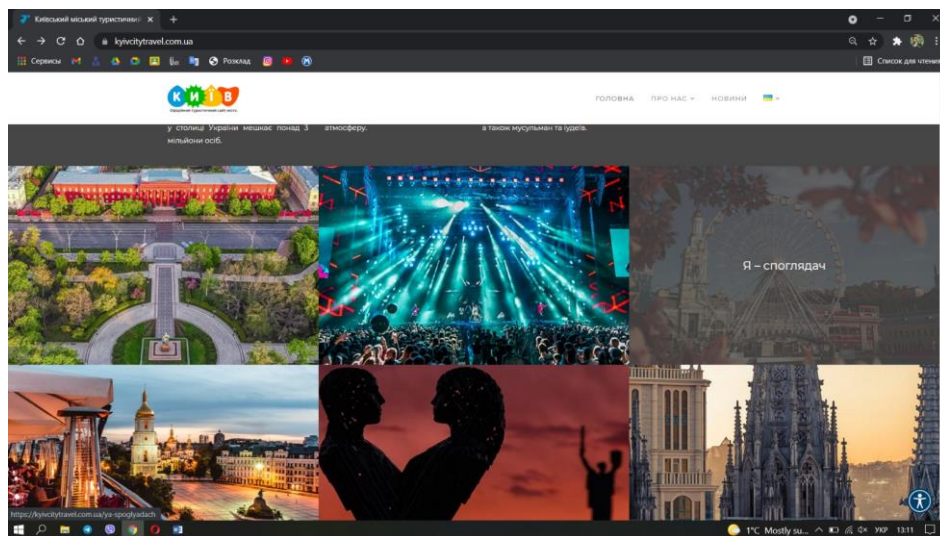 Київський міський туристичний
kyivcitytravel.com.ua
Сервисы
Розклад
Список для чтения
КИЇВ
ГОЛОВНА ПРО НАС НОВИНИ
у столиці України мешкає понад 3 мільйони осіб.
атмосферу.
а також мусульман та іудеїв.
Я – споглядач
https://kyivcitytravel.com.ua/ya-spoglyadach
1°C Mostly su... УКР 13:11